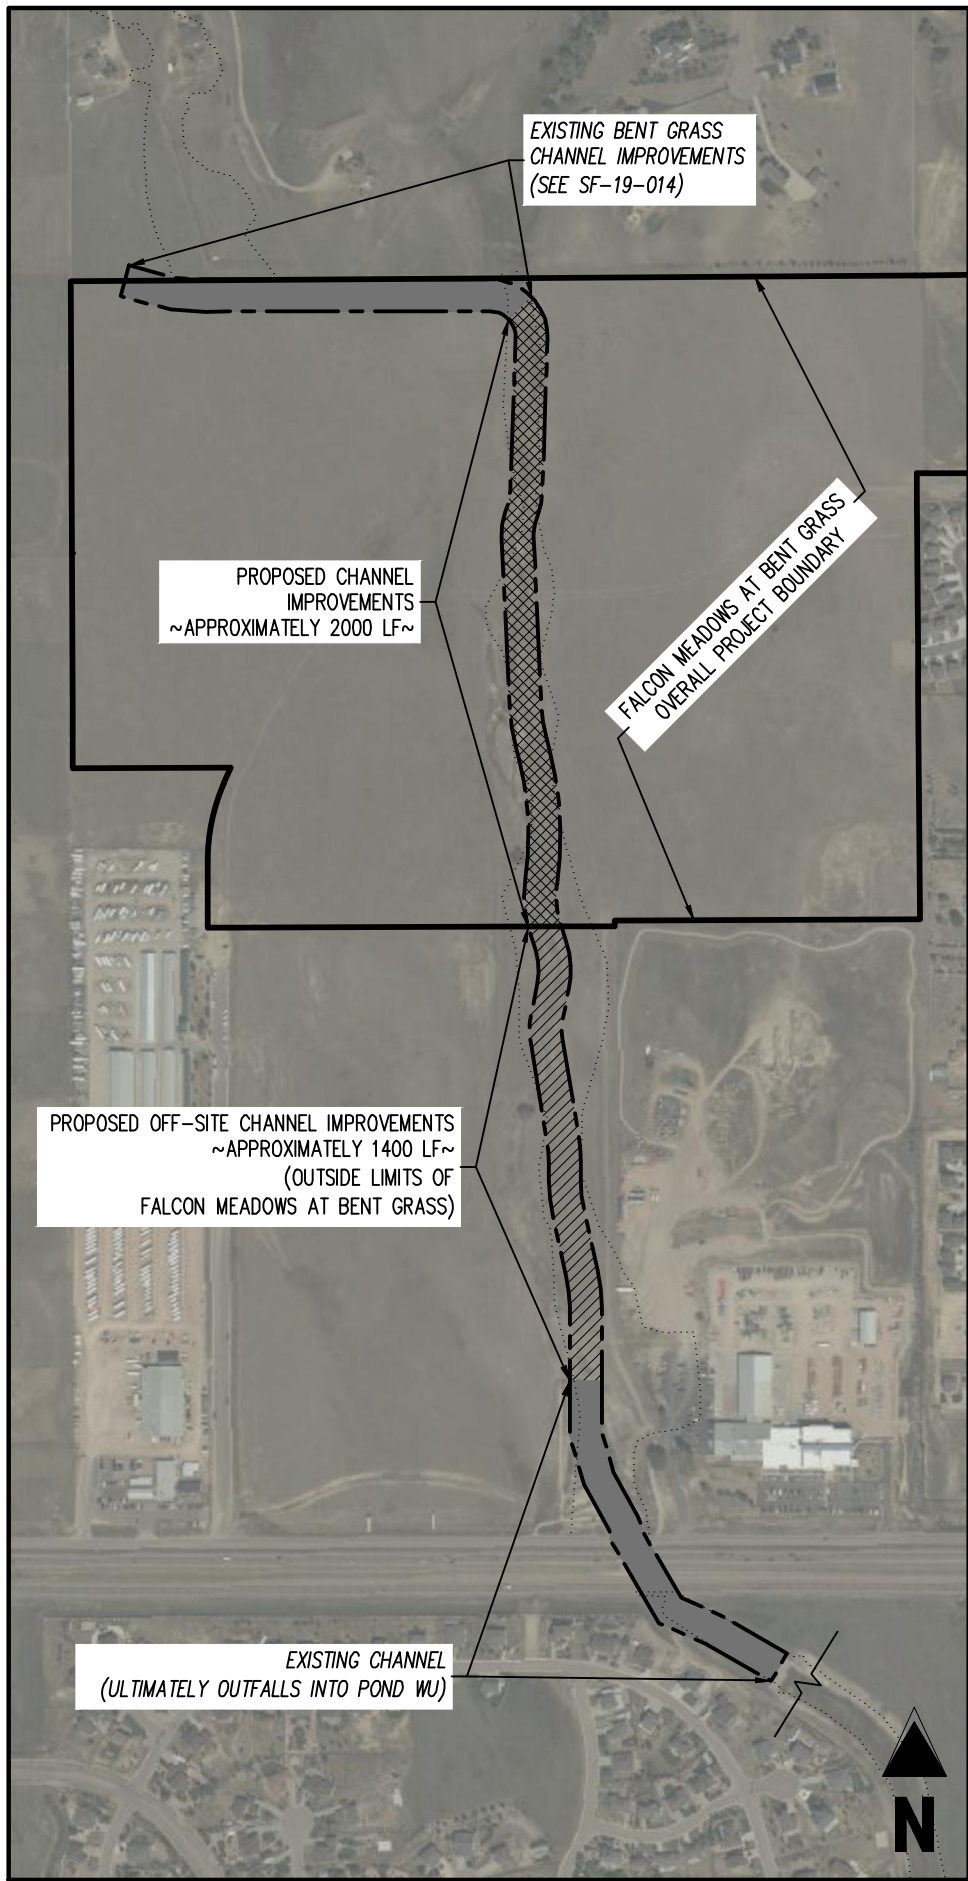 EXISTING BENT GRASS
CHANNEL IMPROVEMENTS
(SEE SF-19-014)
FALCON MEADOWS AT BENT GRASS
OVERALL PROJECT BOUNDARY
PROPOSED CHANNEL
IMPROVEMENTS
~APPROXIMATELY 2000 LF~
PROPOSED OFF-SITE CHANNEL IMPROVEMENTS
~APPROXIMATELY 1400 LF~
(OUTSIDE LIMITS OF
FALCON MEADOWS AT BENT GRASS)
EXISTING CHANNEL
(ULTIMATELY OUTFALLS INTO POND WU)
N